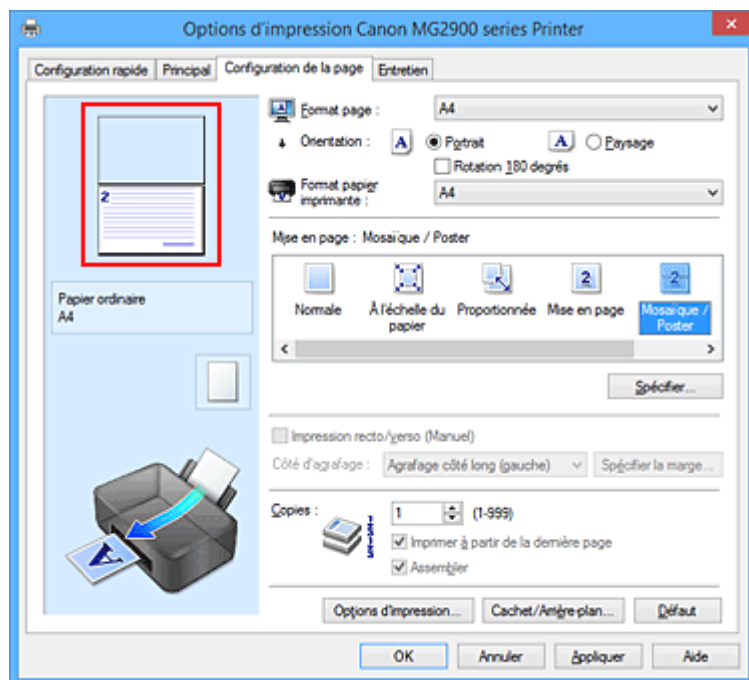 Options d'impression Canon MG2900 series Printer
Configuration rapide Principal Configuration de la page Entretien
Format page : A4
Orientation : A Portrait A Paysage
Rotation 180 degrés
Format papier imprimante : A4
2
Papier ordinaire
A4
Mise en page : Mosaïque / Poster
2 -2-
Normale À l'échelle du papier Proportionnée Mise en page Mosaïque / Poster
Spécifier...
Impression recto/verso (Manuel)
Côté d'agrafage : Agrafage côté long (gauche) Spécifier la marge...
Copies : 1 (1-999)
Imprimer à partir de la dernière page
Assembler
A
Options d'impression... Cachet/Arrière-plan... Défaut
OK Annuler Appliquer Aide